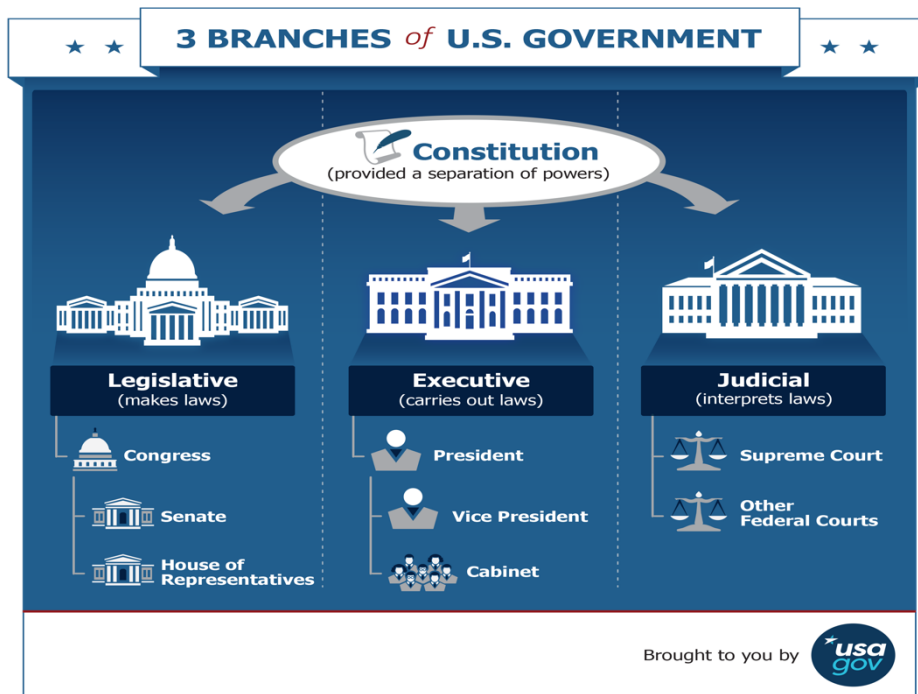 3 BRANCHES of U.S. GOVERNMENT
Constitution
(provided a separation of powers)
Legislative
(makes laws)
Congress
Senate
House of
Representatives
Executive
(carries out laws)
President
Vice President
Cabinet
Judicial
(interprets laws)
Supreme Court
Other
Federal Courts
Brought to you by
usa
gov